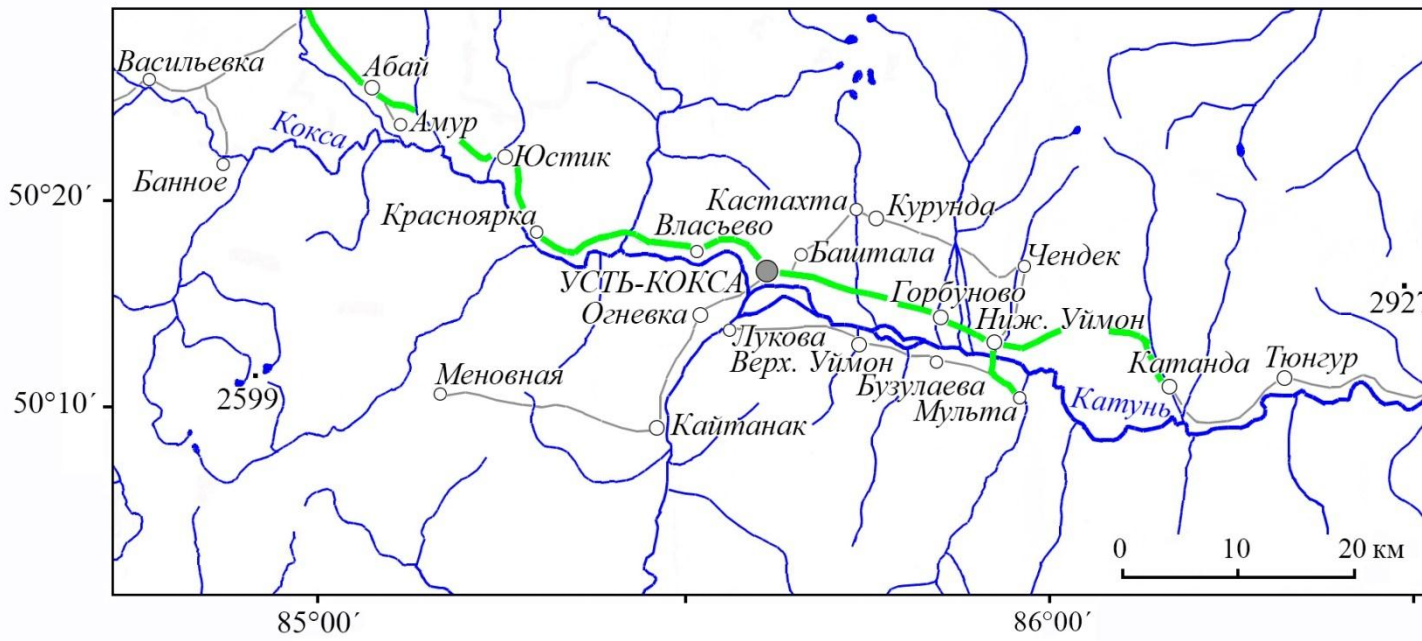 Васильевка
Абай
Кокса
Амур
Юстик
Банное
50°20´
Красноярка
Власьево
Кастахта
Курунда
Баштала
Чендек
УСТЬ-КОКСА
Горбуново
292
Огневка
Ниж. Уймон
Лукова
Верх. Уймон
Катанда
Тюнгур
2599
Меновная
Бузулаева
50°10´
Мульта
Катунь
Кайтанак
0 10 20 км
85°00´
86°00´